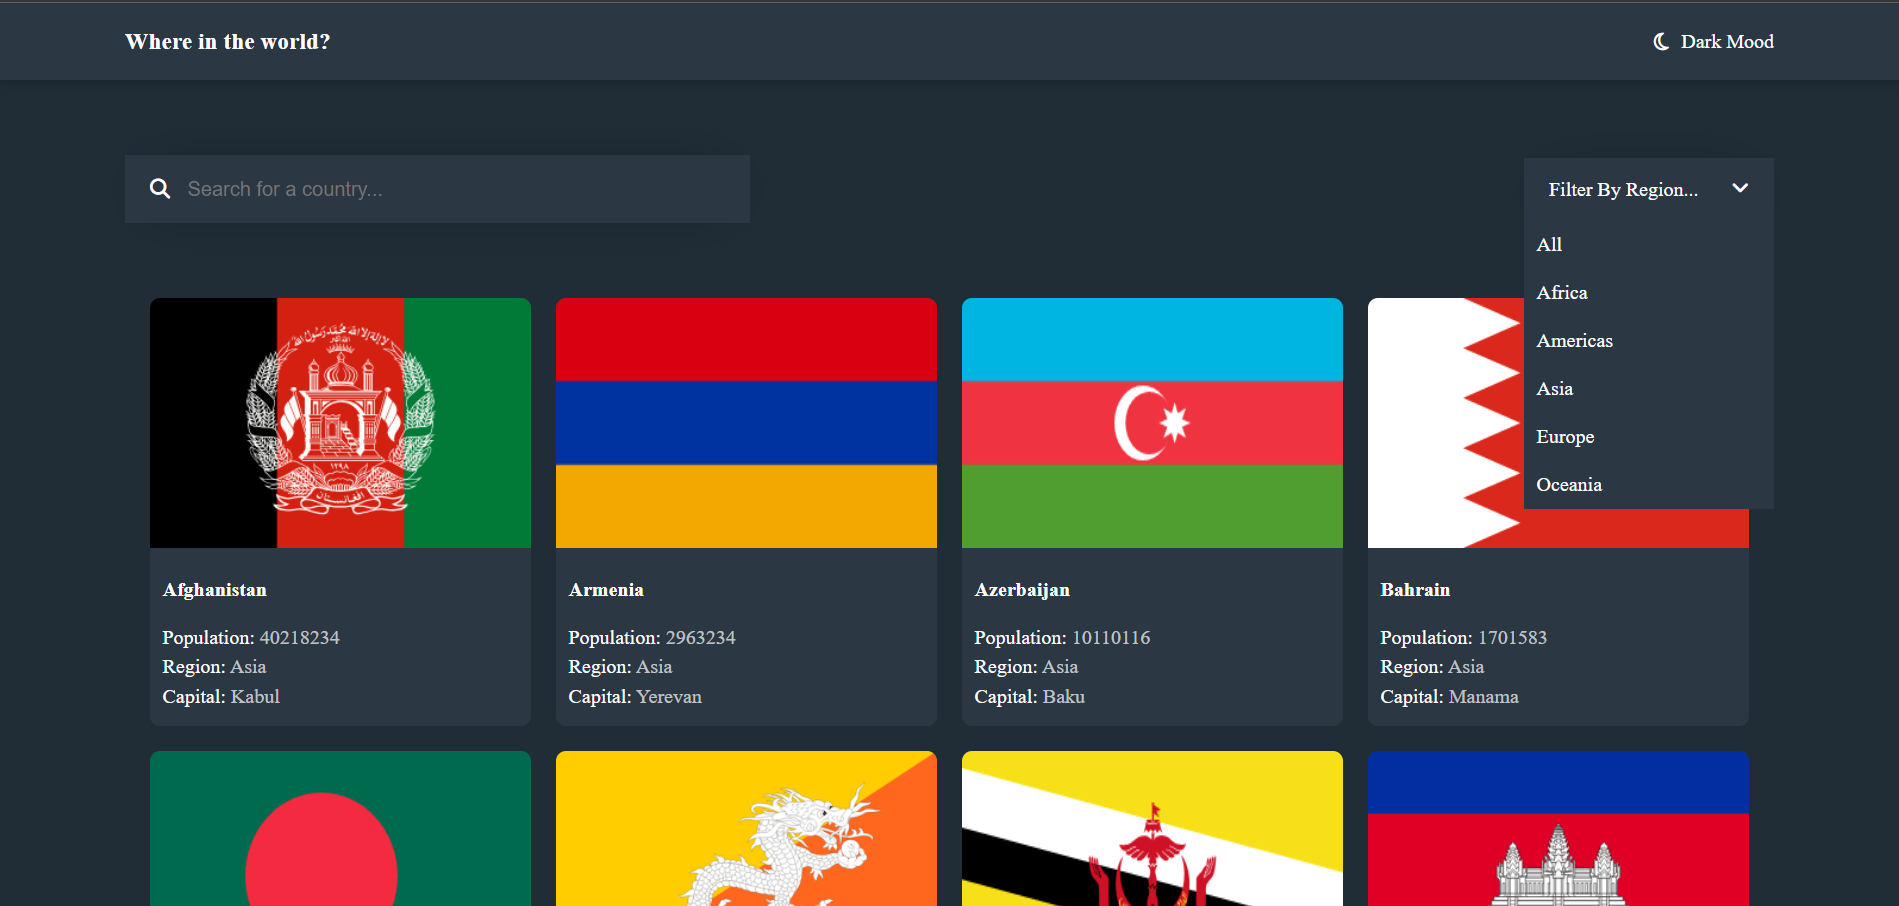 Where in the world?
Dark Mood
Search for a country...
Filter By Region...
All
Africa
Americas
Asia
Europe
Oceania
Afghanistan
Population: 40218234
Region: Asia
Capital: Kabul
Armenia
Population: 2963234
Region: Asia
Capital: Yerevan
Azerbaijan
Population: 10110116
Region: Asia
Capital: Baku
Bahrain
Population: 1701583
Region: Asia
Capital: Manama